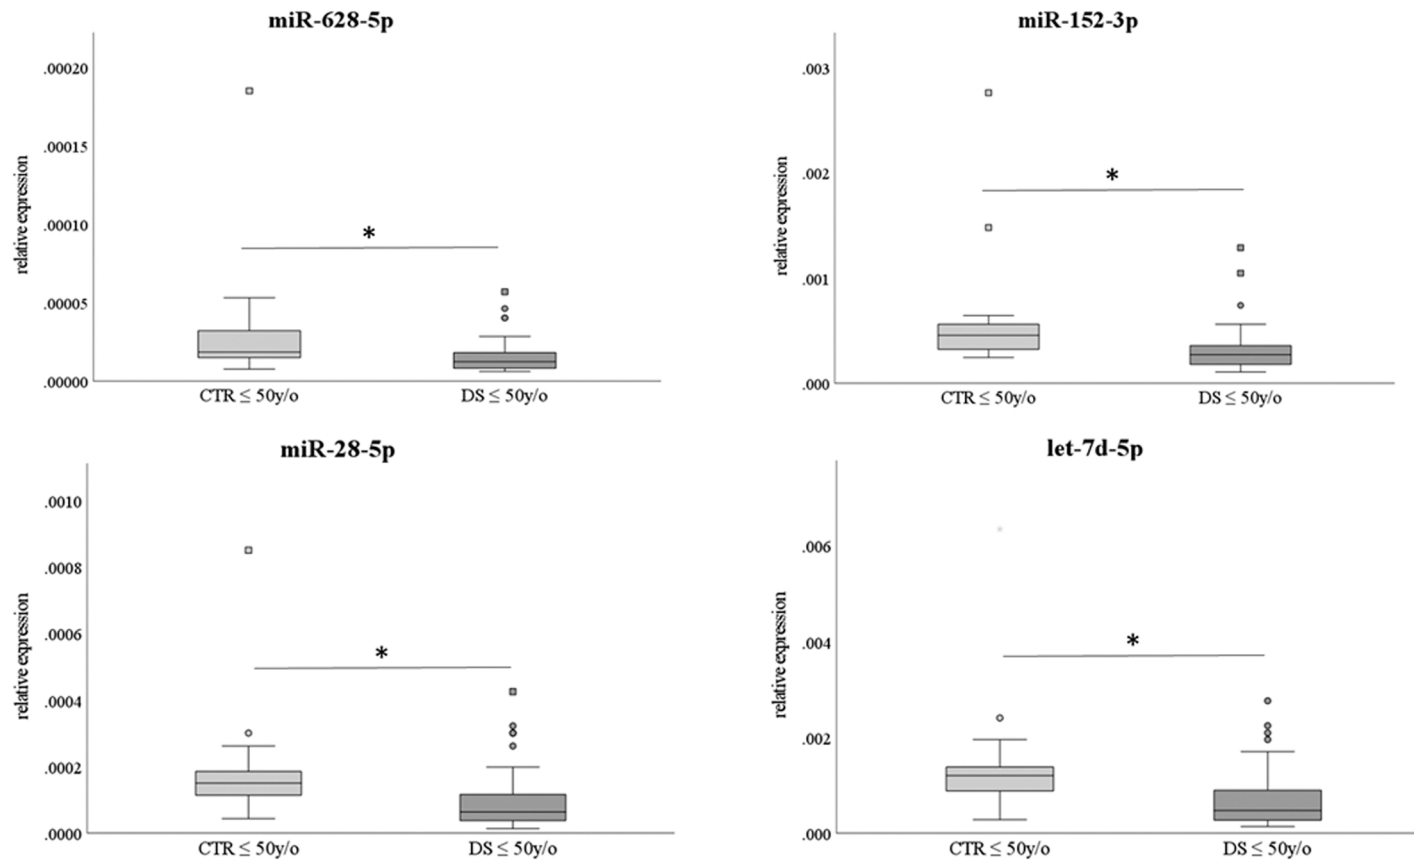 miR-628-5p
relative expression
.00020
.00015
.00010
.00005
.00000
*
CTR ≤ 50y/o
DS ≤ 50y/o
miR-152-3p
relative expression
.003
.002
.001
.000
*
CTR ≤ 50y/o
DS ≤ 50y/o
miR-28-5p
relative expression
.0010
.0008
.0006
.0004
.0002
.0000
*
CTR ≤ 50y/o
DS ≤ 50y/o
let-7d-5p
relative expression
.006
.004
.002
.000
*
CTR ≤ 50y/o
DS ≤ 50y/o